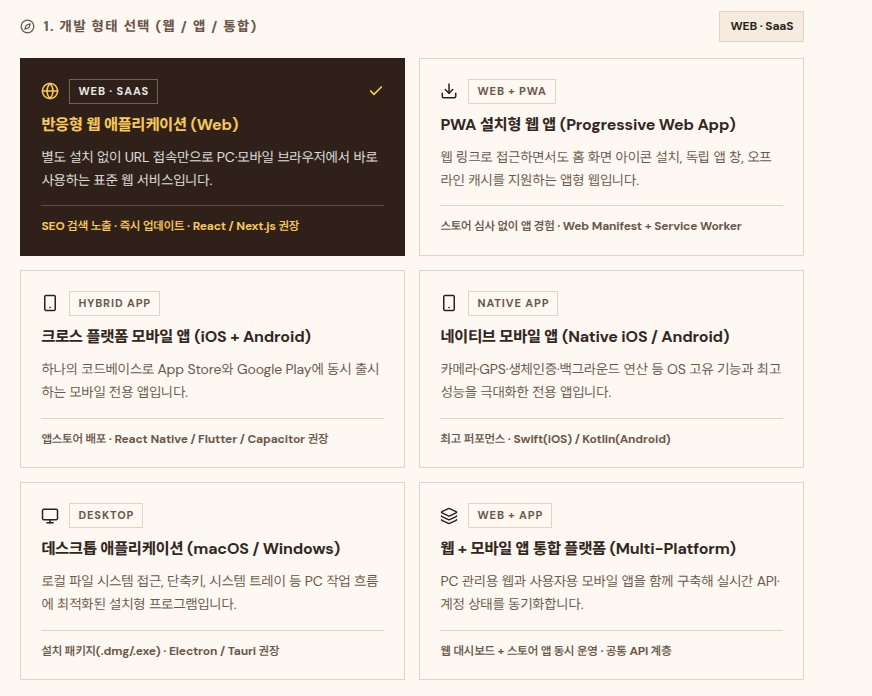 1. 개발 형태 선택 (웹 / 앱 / 통합)
WEB · SaaS
WEB · SAAS
반응형 웹 애플리케이션 (Web)
별도 설치 없이 URL 접속만으로 PC·모바일 브라우저에서 바로
사용하는 표준 웹 서비스입니다.
SEO 검색 노출 · 즉시 업데이트 · React / Next.js 권장
WEB + PWA
PWA 설치형 웹 앱 (Progressive Web App)
웹 링크로 접근하면서도 홈 화면 아이콘 설치, 독립 앱 창, 오프
라인 캐시를 지원하는 앱형 웹입니다.
스토어 심사 없이 앱 경험 · Web Manifest + Service Worker
HYBRID APP
크로스 플랫폼 모바일 앱 (iOS + Android)
하나의 코드베이스로 App Store와 Google Play에 동시 출시
하는 모바일 전용 앱입니다.
앱스토어 배포 · React Native / Flutter / Capacitor 권장
NATIVE APP
네이티브 모바일 앱 (Native iOS / Android)
카메라·GPS·생체인증·백그라운드 연산 등 OS 고유 기능과 최고
성능을 극대화한 전용 앱입니다.
최고 퍼포먼스 · Swift(iOS) / Kotlin(Android)
DESKTOP
데스크톱 애플리케이션 (macOS / Windows)
로컬 파일 시스템 접근, 단축키, 시스템 트레이 등 PC 작업 흐름
에 최적화된 설치형 프로그램입니다.
설치 패키지(.dmg/.exe) · Electron / Tauri 권장
WEB + APP
웹 + 모바일 앱 통합 플랫폼 (Multi-Platform)
PC 관리용 웹과 사용자용 모바일 앱을 함께 구축해 실시간 API·
계정 상태를 동기화합니다.
웹 대시보드 + 스토어 앱 동시 운영 · 공통 API 계층